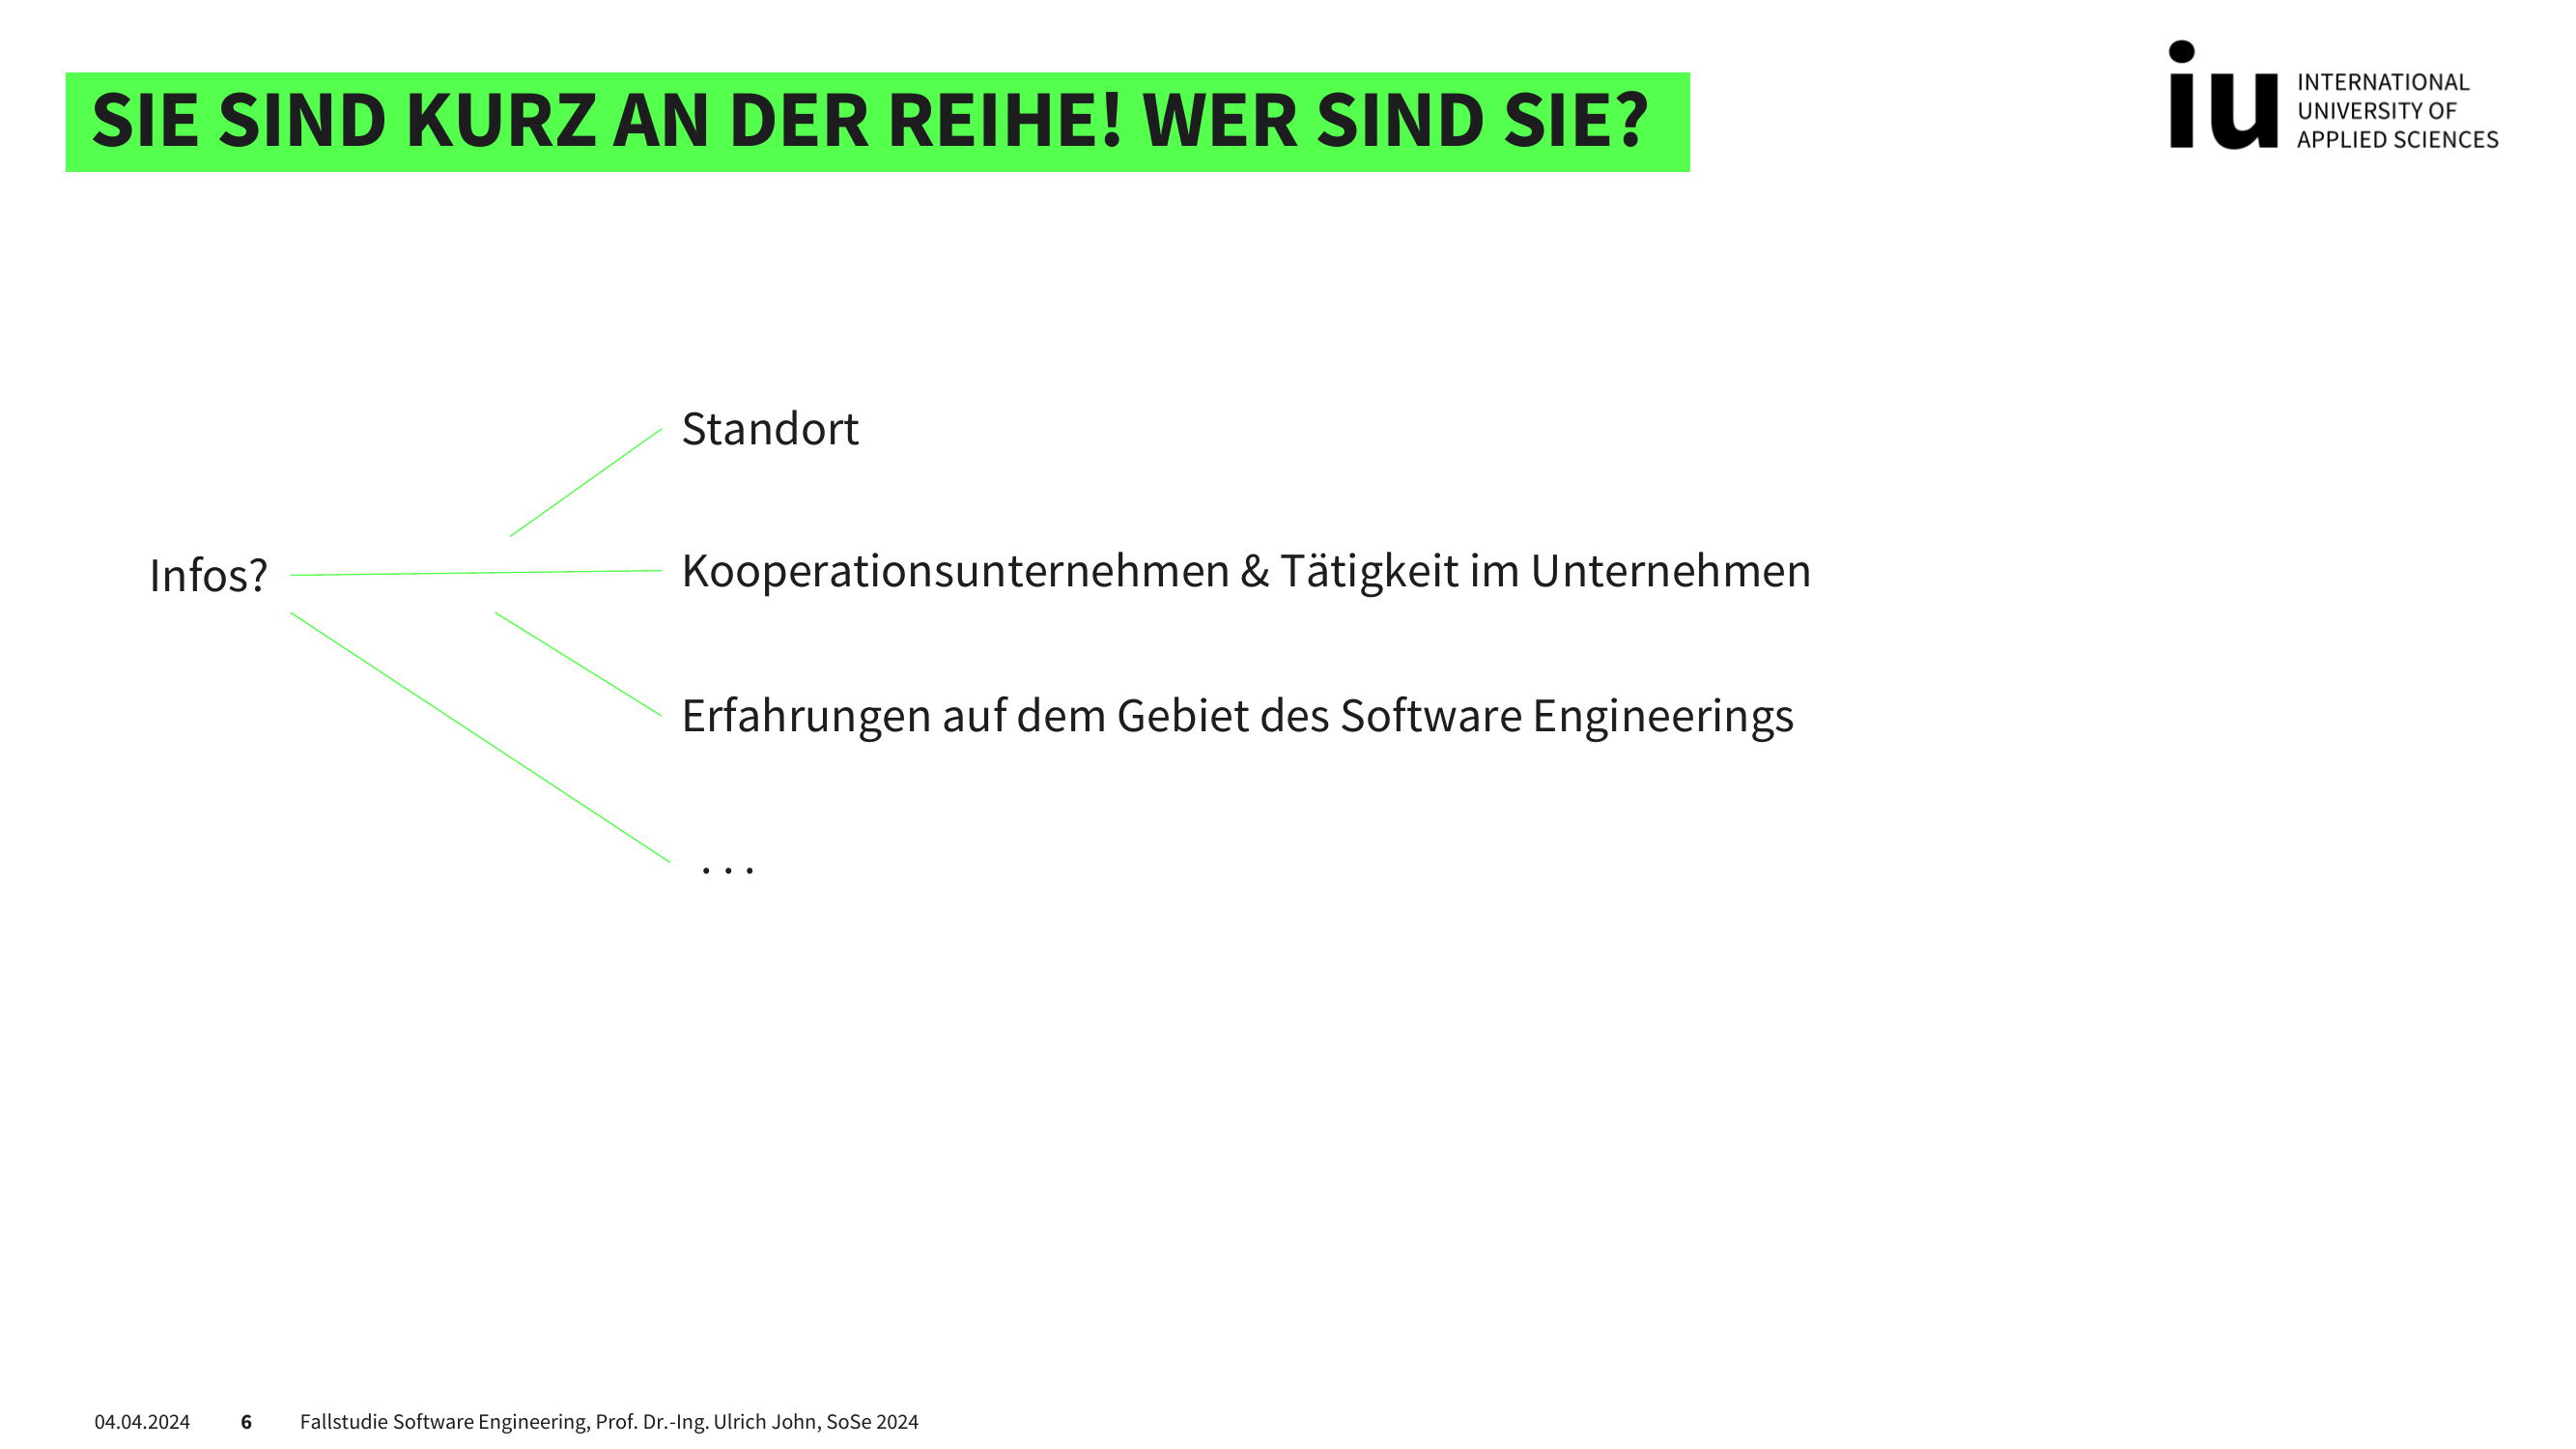 SIE SIND KURZ AN DER REIHE! WER SIND SIE?
iu INTERNATIONAL
UNIVERSITY OF
APPLIED SCIENCES
Standort
Infos?
Kooperationsunternehmen & Tätigkeit im Unternehmen
Erfahrungen auf dem Gebiet des Software Engineerings
. . .
04.04.2024 6 Fallstudie Software Engineering, Prof. Dr.-Ing. Ulrich John, SoSe 2024